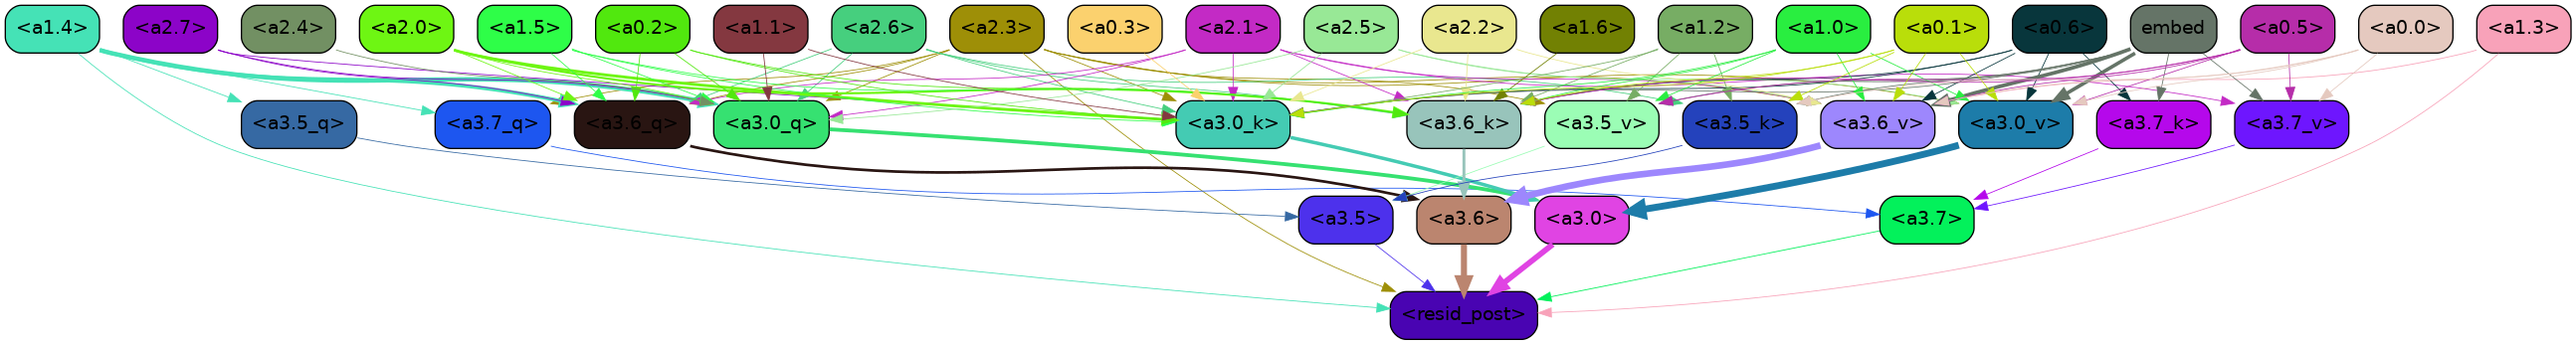 <a1.4> <a2.7> <a2.4> <a2.0> <a1.5> <a0.2> <a1.1> <a2.6> <a2.3> <a0.3> <a2.1> <a2.5> <a2.2> <a1.6> <a1.2> <a1.0> <a0.1> <a0.6> embed <a0.5> <a0.0> <a1.3>
<a3.5_q> <a3.7_q> <a3.6_q> <a3.0_q> <a3.0_k> <a3.6_k> <a3.5_v> <a3.5_k> <a3.6_v> <a3.0_v> <a3.7_k> <a3.7_v>
<a3.5> <a3.6> <a3.0> <a3.7>
<resid_post>